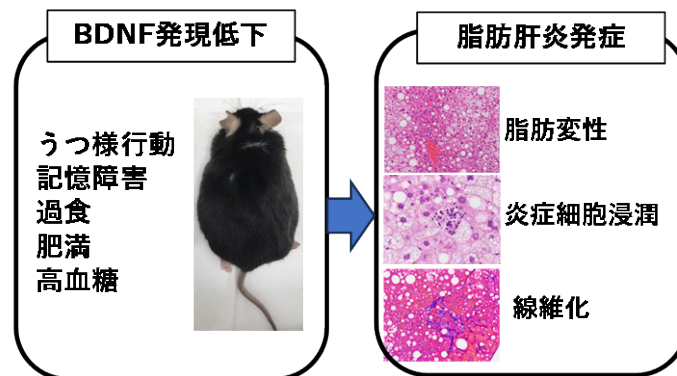 BDNF発現低下
うつ様行動
記憶障害
過食
肥満
高血糖
脂肪肝炎発症
脂肪変性
炎症細胞浸潤
線維化